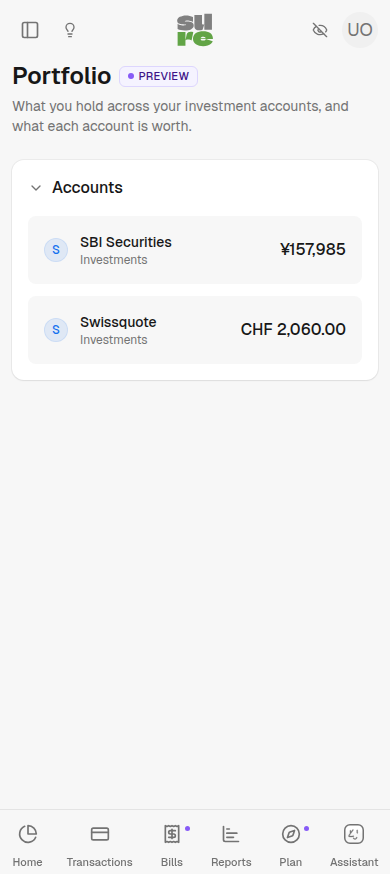 sure
UO
Portfolio
PREVIEW
What you hold across your investment accounts, and
what each account is worth.
Accounts
S
SBI Securities
Investments
¥157,985
S
Swissquote
Investments
CHF 2,060.00
Home
Transactions
Bills
Reports
Plan
Assistant